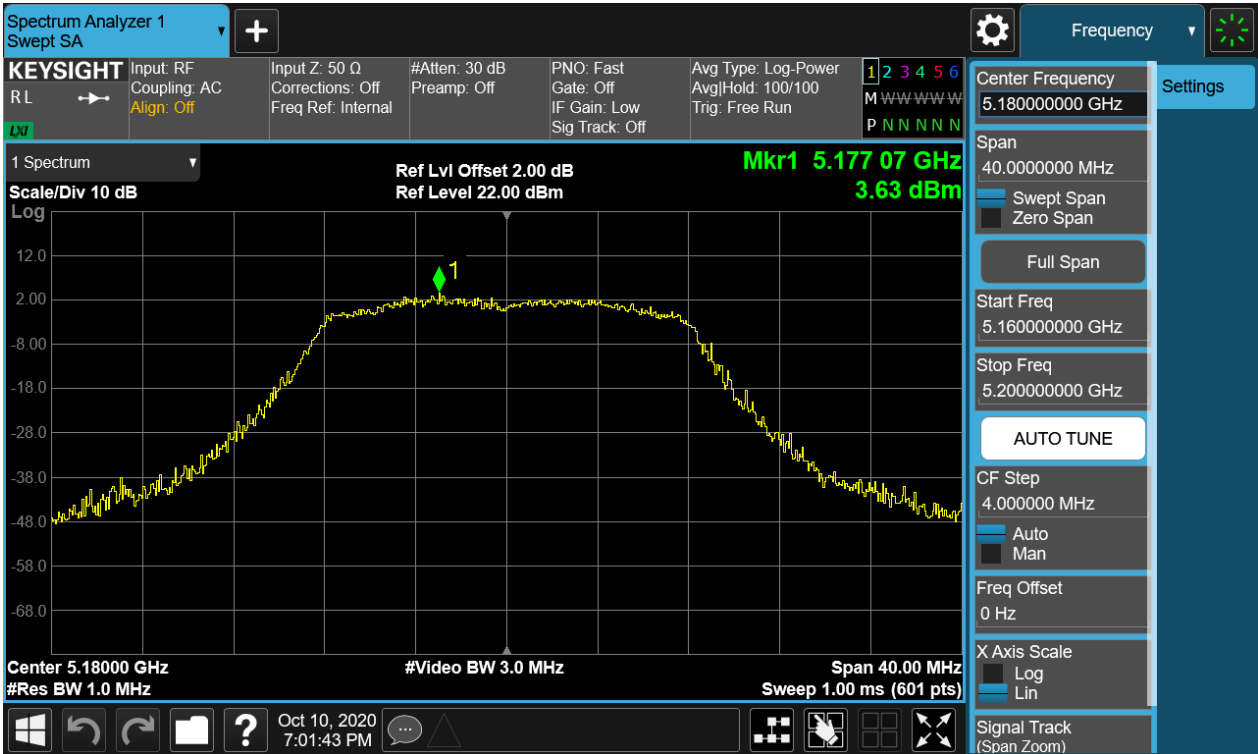 Spectrum Analyzer 1
Swept SA
Frequency
KEYSIGHT
R L
LXI
Input: RF
Coupling: AC
Align: Off
Input Z: 50 Ω
Corrections: Off
Freq Ref: Internal
#Atten: 30 dB
Preamp: Off
PNO: Fast
Gate: Off
IF Gain: Low
Sig Track: Off
Avg Type: Log-Power
Avg|Hold: 100/100
Trig: Free Run
1 2 3 4 5 6
M W W W W W
P N N N N N
1 Spectrum
Scale/Div 10 dB
Log
Ref Lvl Offset 2.00 dB
Ref Level 22.00 dBm
Mkr1 5.177 07 GHz
3.63 dBm
1
12.0
2.00
-8.00
-18.0
-28.0
-38.0
-48.0
-58.0
-68.0
Center 5.18000 GHz
#Res BW 1.0 MHz
#Video BW 3.0 MHz
Span 40.00 MHz
Sweep 1.00 ms (601 pts)
Center Frequency
5.180000000 GHz
Span
40.0000000 MHz
Swept Span
Zero Span
Full Span
Start Freq
5.160000000 GHz
Stop Freq
5.200000000 GHz
AUTO TUNE
CF Step
4.000000 MHz
Auto
Man
Freq Offset
0 Hz
X Axis Scale
Log
Lin
Signal Track
(Span Zoom)
Settings
?
Oct 10, 2020
7:01:43 PM